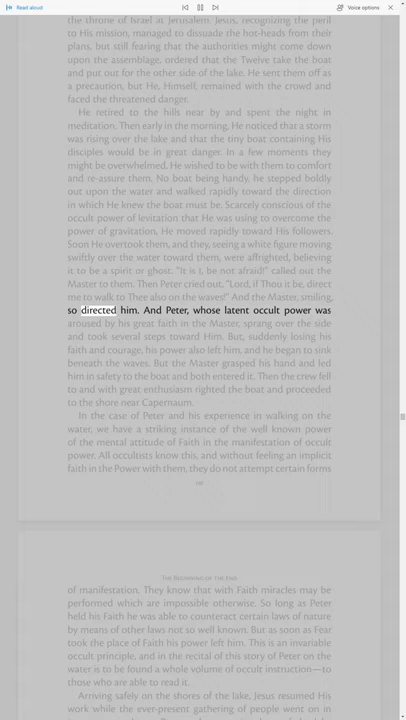 Read aloud
Voice options
the throne of Israel at Jerusalem. Jesus, recognizing the peril
to His mission, managed to dissuade the hot-heads from their
plans, but still fearing that the authorities might come down
upon the assemblage, ordered that the Twelve take the boat
and put out for the other side of the lake. He sent them off as
a precaution, but He, Himself, remained with the crowd and
faced the threatened danger.
He retired to the hills near by and spent the night in
meditation. Then early in the morning, He noticed that a storm
was rising over the lake and that the tiny boat containing His
disciples would be in great danger. In a few moments they
might be overwhelmed. He wished to be with them to comfort
and re-assure them. No boat being handy, he stepped boldly
out upon the water and walked rapidly toward the direction
in which He knew the boat must be. Scarcely conscious of the
occult power of levitation that He was using to overcome the
power of gravitation, He moved rapidly toward His followers.
Soon He overtook them, and they, seeing a white figure moving
swiftly over the water toward them, were affrighted, believing
it to be a spirit or ghost. "It is I, be not afraid!" called out the
Master to them. Then Peter cried out, "Lord, if Thou it be, direct
me to walk to Thee also on the waves!" And the Master, smiling,
so directed him. And Peter, whose latent occult power was
aroused by his great faith in the Master, sprang over the side
and took several steps toward Him. But, suddenly losing his
faith and courage, his power also left him, and he began to sink
beneath the waves. But the Master grasped his hand and led
him in safety to the boat and both entered it. Then the crew fell
to and with great enthusiasm righted the boat and proceeded
to the shore near Capernaum.
In the case of Peter and his experience in walking on the
water, we have a striking instance of the well known power
of the mental attitude of Faith in the manifestation of occult
power. All occultists know this, and without feeling an implicit
faith in the Power with them, they do not attempt certain forms
The Beginning of the End
of manifestation. They know that with Faith miracles may be
performed which are impossible otherwise. So long as Peter
held his Faith he was able to counteract certain laws of nature
by means of other laws not so well known. But as soon as Fear
took the place of Faith his power left him. This is an invariable
occult principle, and in the recital of this story of Peter on the
water is to be found a whole volume of occult instruction—to
those who are able to read it.
Arriving safely on the shores of the lake, Jesus resumed His
work while the ever-present gathering of people went on in